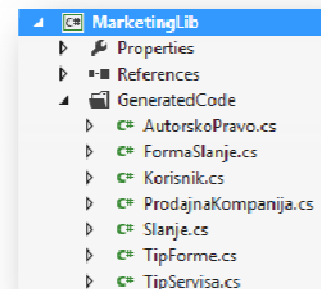 C# MarketingLib
Properties
References
GeneratedCode
C# AutorskoPravo.cs
C# FormaSlanje.cs
C# Korisnik.cs
C# ProdajnaKompanija.cs
C# Slanje.cs
C# TipForme.cs
C# TipServisa.cs